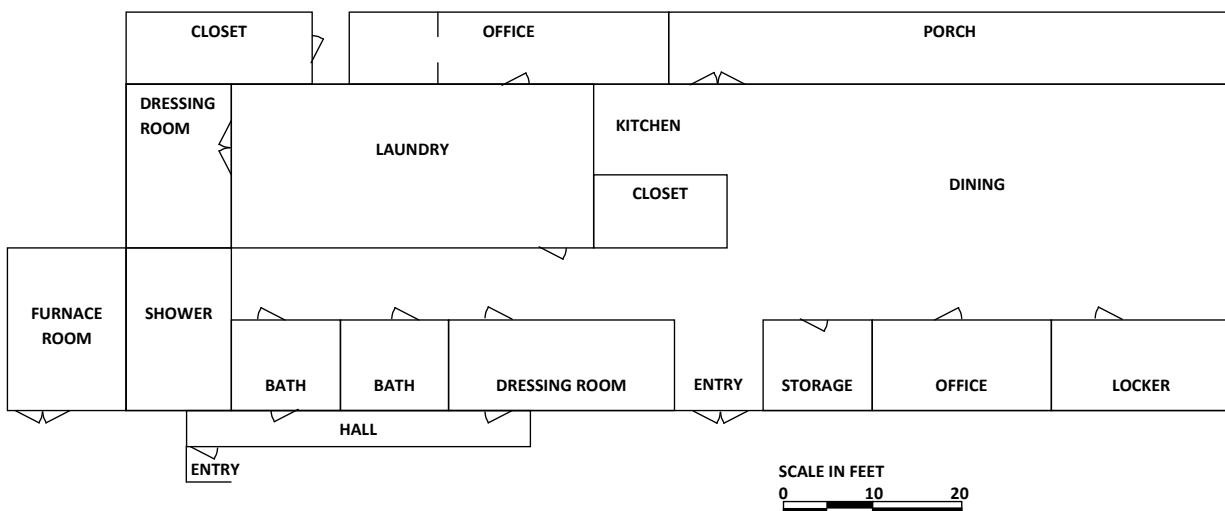 CLOSET
OFFICE
PORCH
DRESSING
ROOM
KITCHEN
LAUNDRY
CLOSET
DINING
FURNACE
ROOM
SHOWER
BATH
BATH
DRESSING ROOM
ENTRY
STORAGE
OFFICE
LOCKER
HALL
ENTRY
SCALE IN FEET
0 10 20